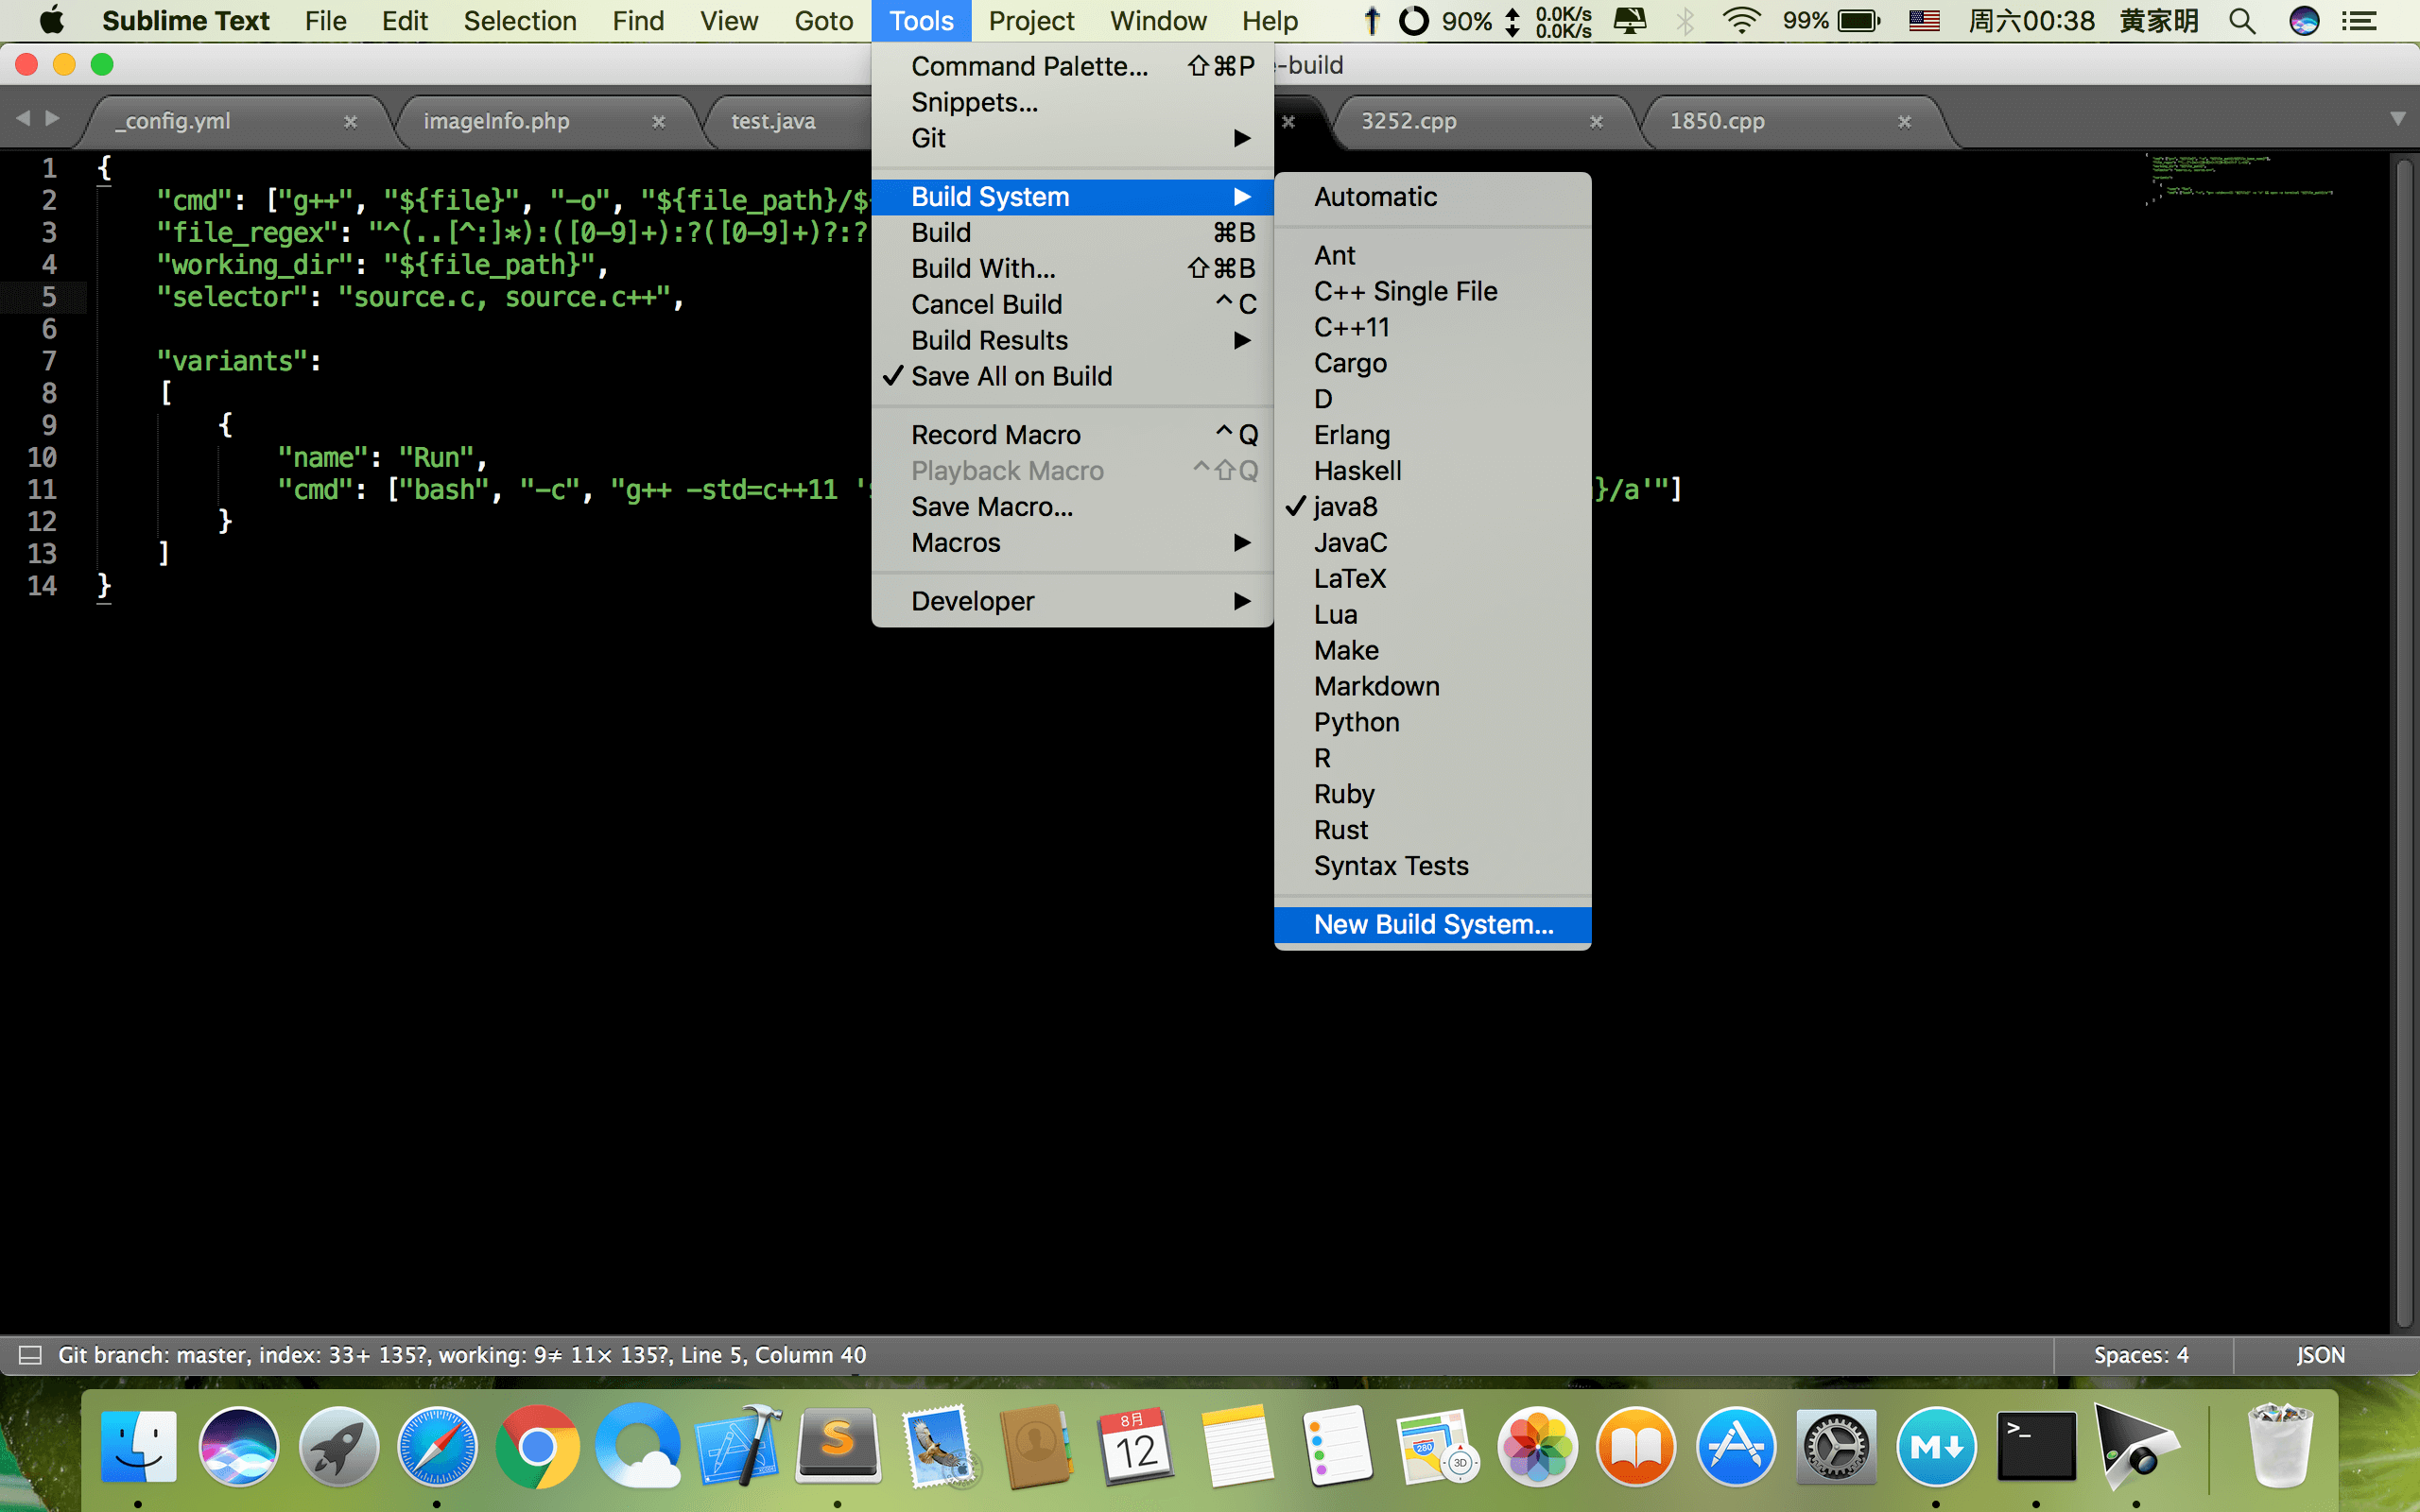 Sublime Text File Edit Selection Find View Goto Tools Project Window Help 90% 0.0K/s 0.0K/s 99% 周六00:38 黄家明
-build
_config.yml imageInfo.php test.java 3252.cpp 1850.cpp
Command Palette... ⇧⌘P
Snippets...
Git
Build System
Build ⌘B
Build With... ⇧⌘B
Cancel Build ^C
Build Results
✓ Save All on Build
Record Macro ^Q
Playback Macro ^⇧Q
Save Macro...
Macros
Developer
Automatic
Ant
C++ Single File
C++11
Cargo
D
Erlang
Haskell
✓ java8
JavaC
LaTeX
Lua
Make
Markdown
Python
R
Ruby
Rust
Syntax Tests
New Build System...
1 {
2 "cmd": ["g++", "${file}", "-o", "${file_path}/$
3 "file_regex": "^(..[^:]*):([0-9]+):?([0-9]+)?:?
4 "working_dir": "${file_path}",
5 "selector": "source.c, source.c++",
6
7 "variants":
8 [
9 {
10 "name": "Run",
11 "cmd": ["bash", "-c", "g++ -std=c++11 ' }/a'"]
12 }
13 ]
14 }
Git branch: master, index: 33+ 135?, working: 9≠ 11× 135?, Line 5, Column 40 Spaces: 4 JSON
8月
12
280
3D
M↓
>_